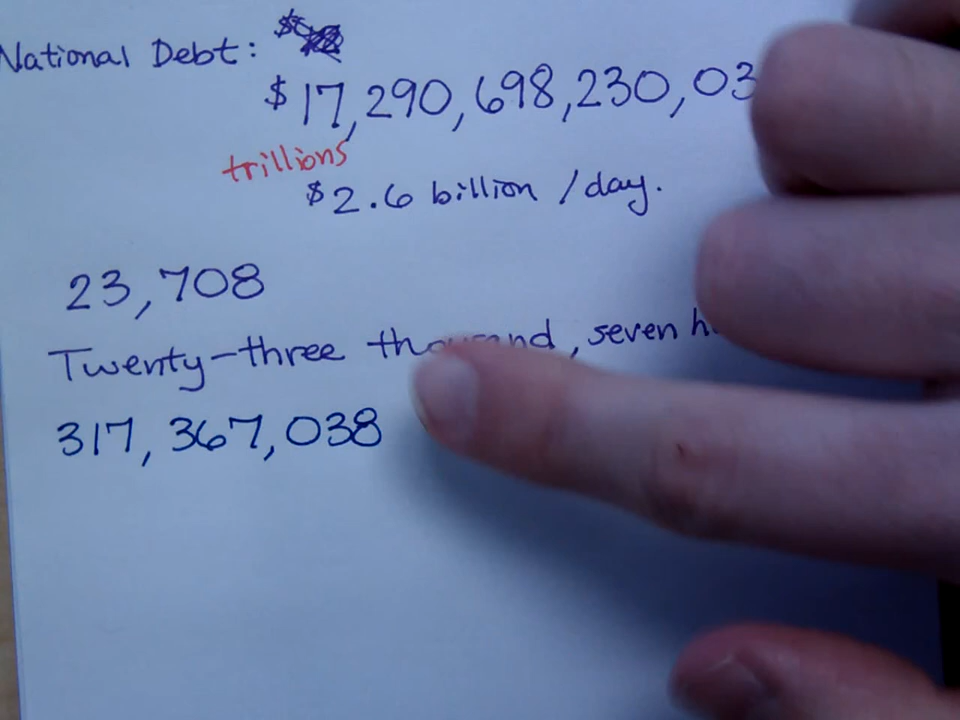 National Debt: $
$17,290,698,230,03
trillions
$2.6 billion /day.
23,708
Twenty-three thousand, seven h
317,367,038